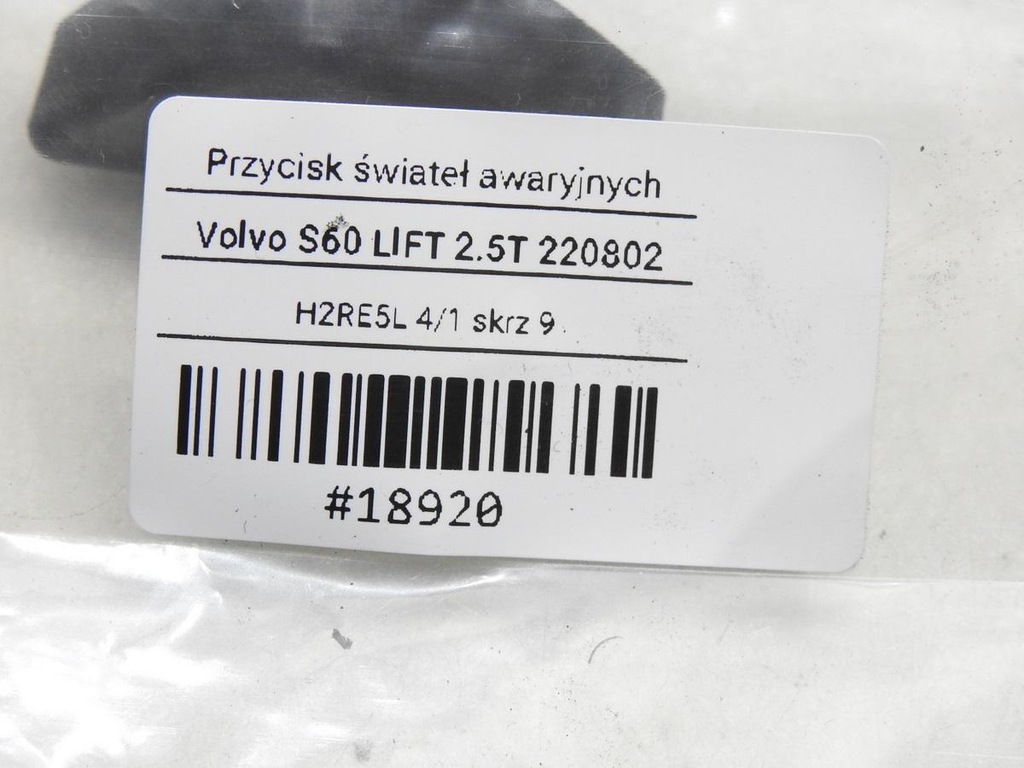 Przycisk świateł awaryjnych
Volvo S60 LIFT 2.5T 220802
H2RE5L 4/1 skrz 9
#18920